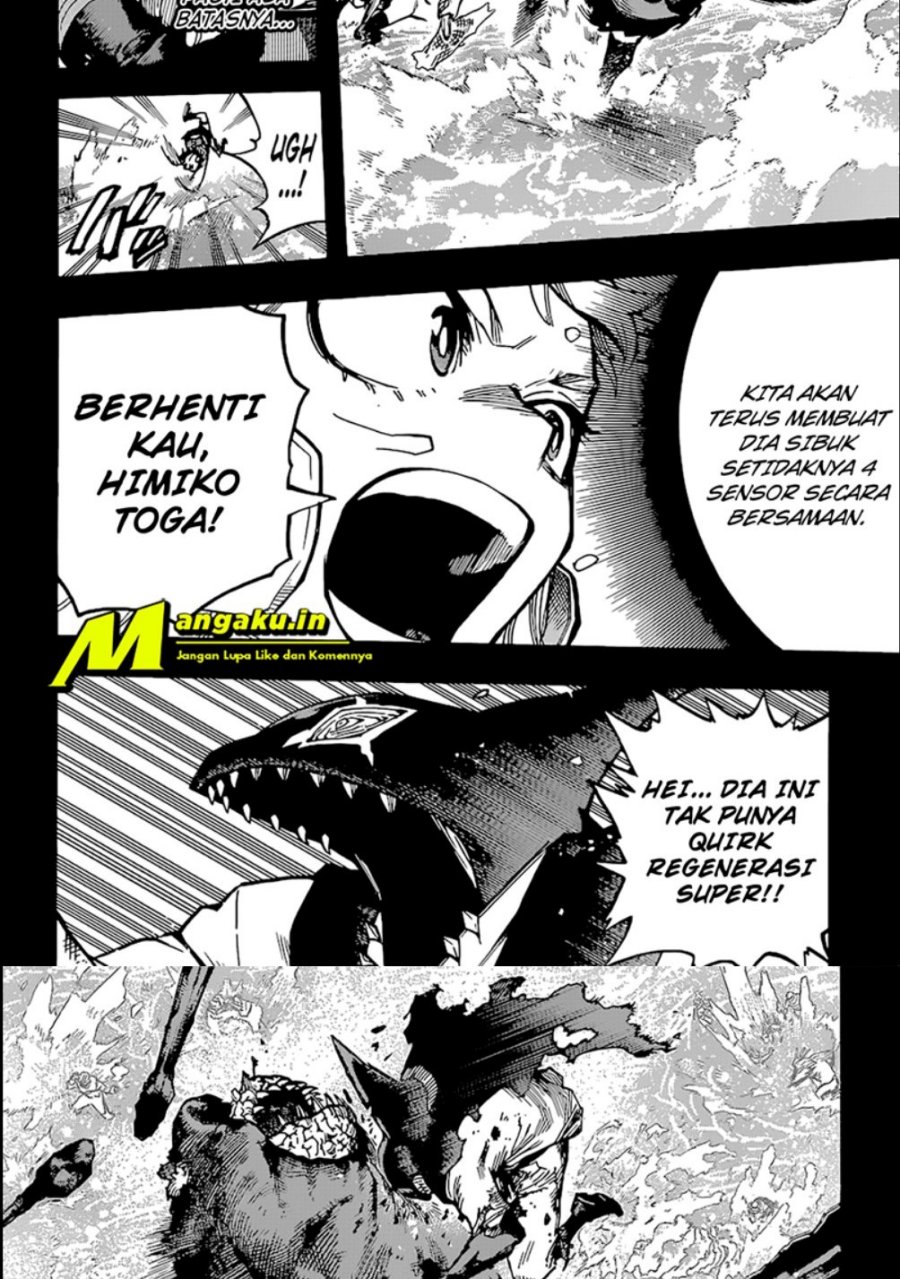 BATASNYA...
UGH
....!
KITA AKAN
TERUS MEMBUAT
DIA SIBUK
SETIDAKNYA 4
SENSOR SECARA
BERSAMAAN.
BERHENTI
KAU,
HIMIKO
TOGA!
Mangaku.in
Jangan Lupa Like dan Komennya
HEI... DIA INI
TAK PUNYA
QUIRK
REGENERASI
SUPER!!